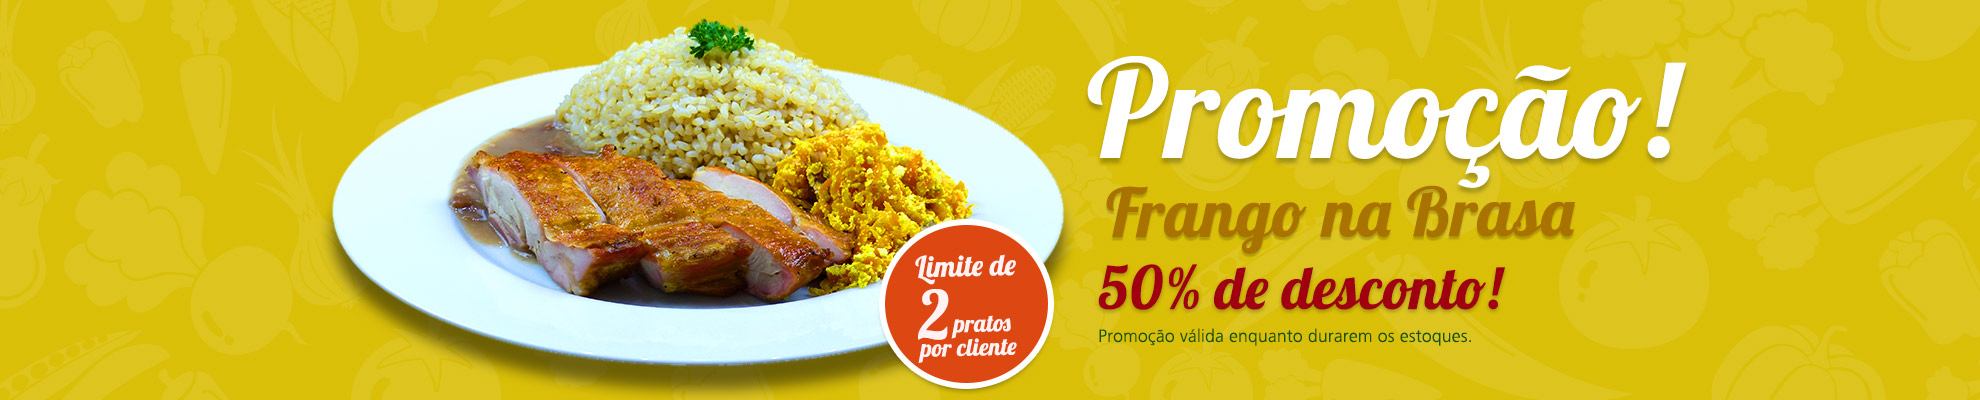 Promoção!
Frango na Brasa
50% de desconto!
Promoção válida enquanto durarem os estoques.
Limite de
2 pratos
por cliente